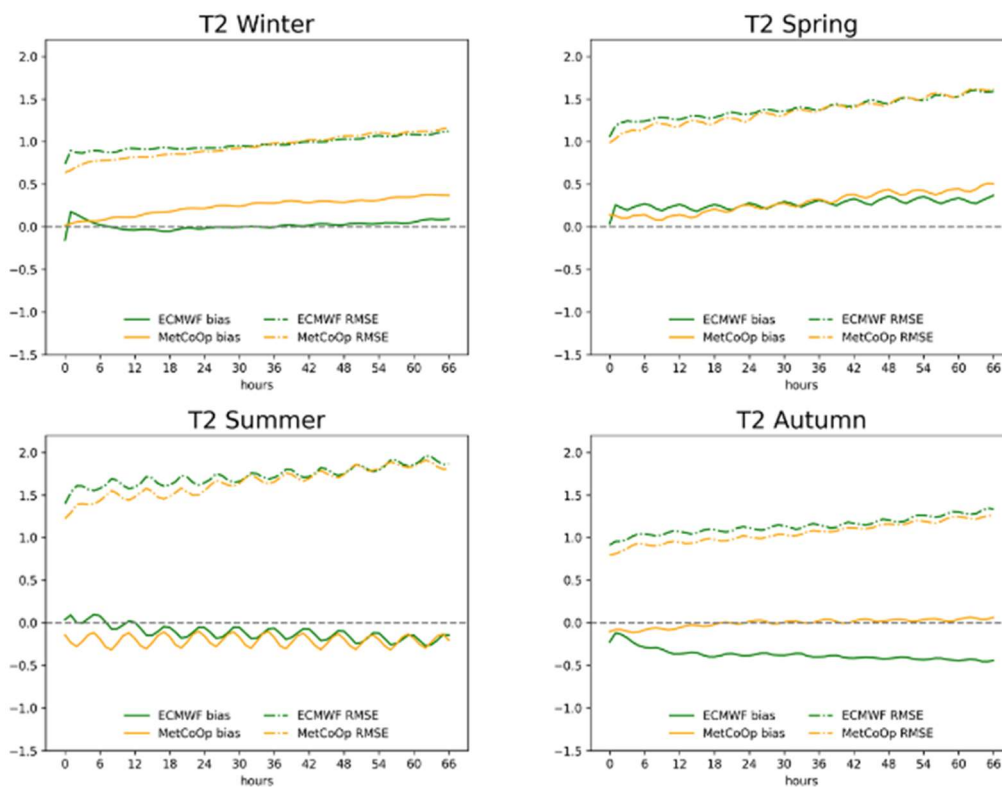 T2 Winter
2.0
1.5
1.0
0.5
0.0
−0.5
−1.0
−1.5
ECMWF bias ECMWF RMSE
MetCoOp bias MetCoOp RMSE
0 6 12 18 24 30 36 42 48 54 60 66
hours
T2 Spring
2.0
1.5
1.0
0.5
0.0
−0.5
−1.0
−1.5
ECMWF bias ECMWF RMSE
MetCoOp bias MetCoOp RMSE
0 6 12 18 24 30 36 42 48 54 60 66
hours
T2 Summer
2.0
1.5
1.0
0.5
0.0
−0.5
−1.0
−1.5
ECMWF bias ECMWF RMSE
MetCoOp bias MetCoOp RMSE
0 6 12 18 24 30 36 42 48 54 60 66
hours
T2 Autumn
2.0
1.5
1.0
0.5
0.0
−0.5
−1.0
−1.5
ECMWF bias ECMWF RMSE
MetCoOp bias MetCoOp RMSE
0 6 12 18 24 30 36 42 48 54 60 66
hours